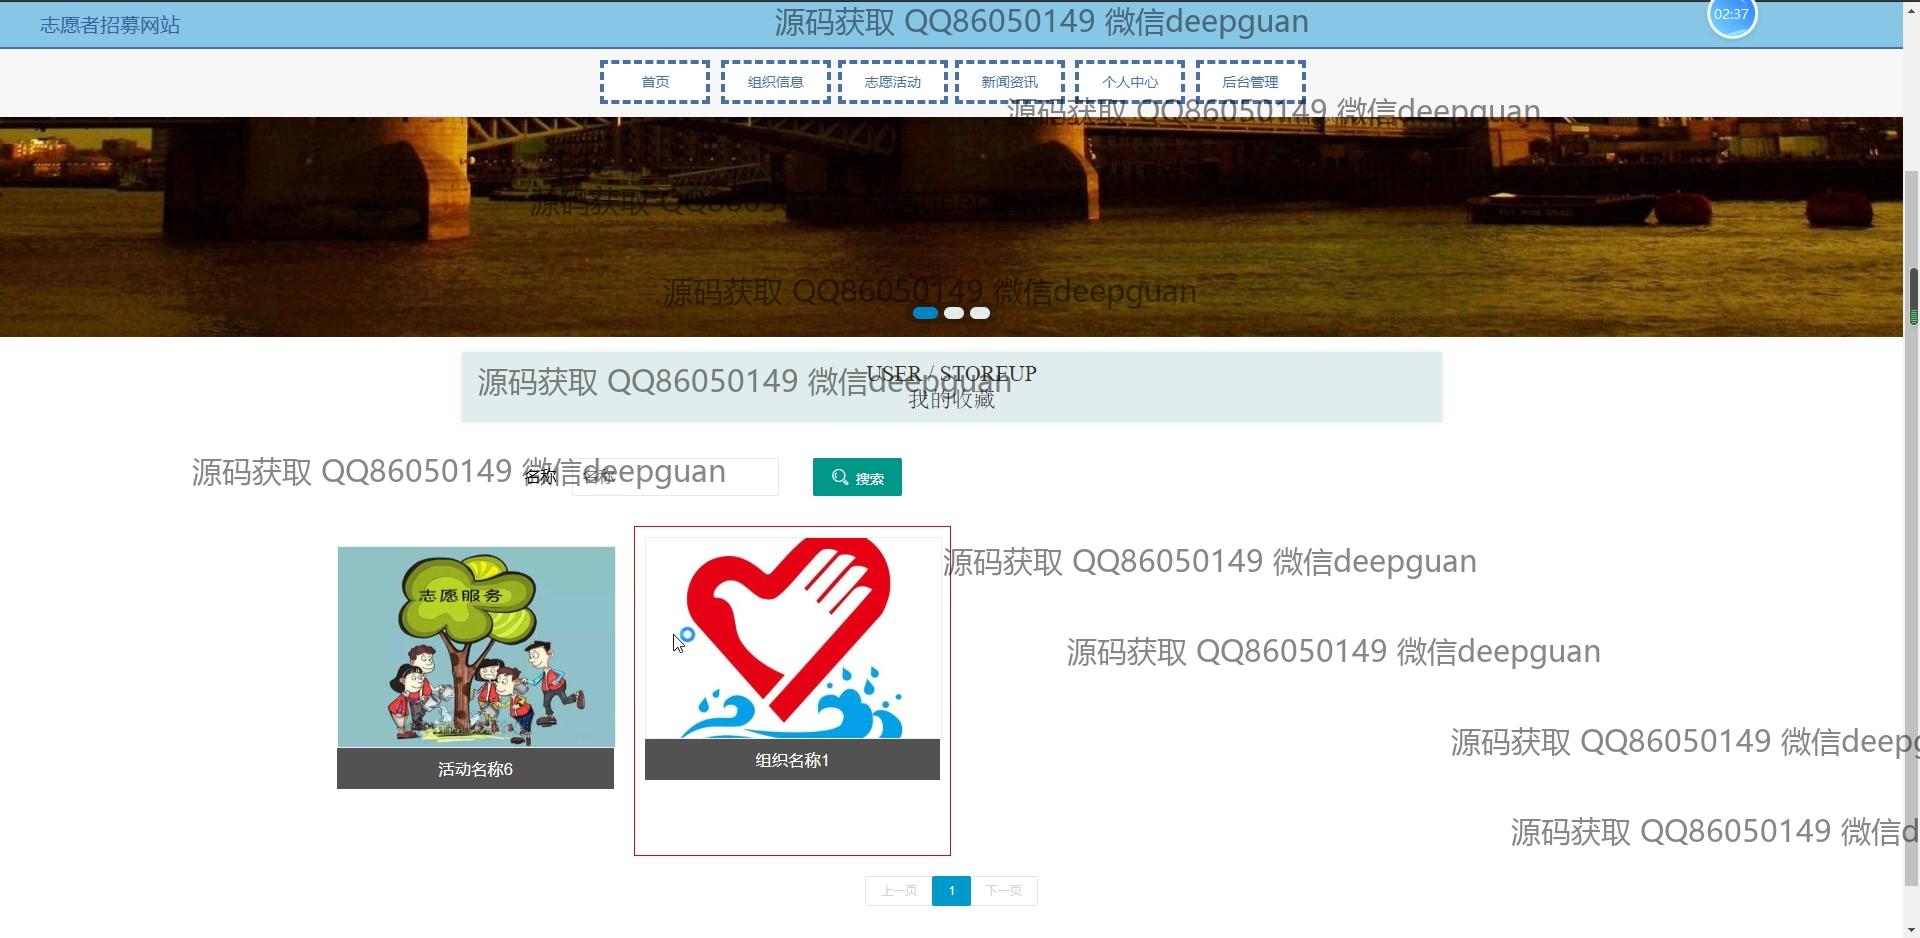 志愿者招募网站
源码获取 QQ86050149 微信deepguan
02:37
首页
组织信息
志愿活动
新闻资讯
个人中心
后台管理
源码获取 QQ86050149 微信deepguan
源码获取 QQ86050149 微信deep
源码获取 QQ86050149 微信deepguan
USER / STOREUP
源码获取 QQ86050149 微信deepguan
我的收藏
源码获取 QQ86050149 微信deepguan
名称
名称
搜索
源码获取 QQ86050149 微信deepguan
志愿服务
源码获取 QQ86050149 微信deepguan
源码获取 QQ86050149 微信deepg
组织名称1
活动名称6
源码获取 QQ86050149 微信d
上一页
1
下一页